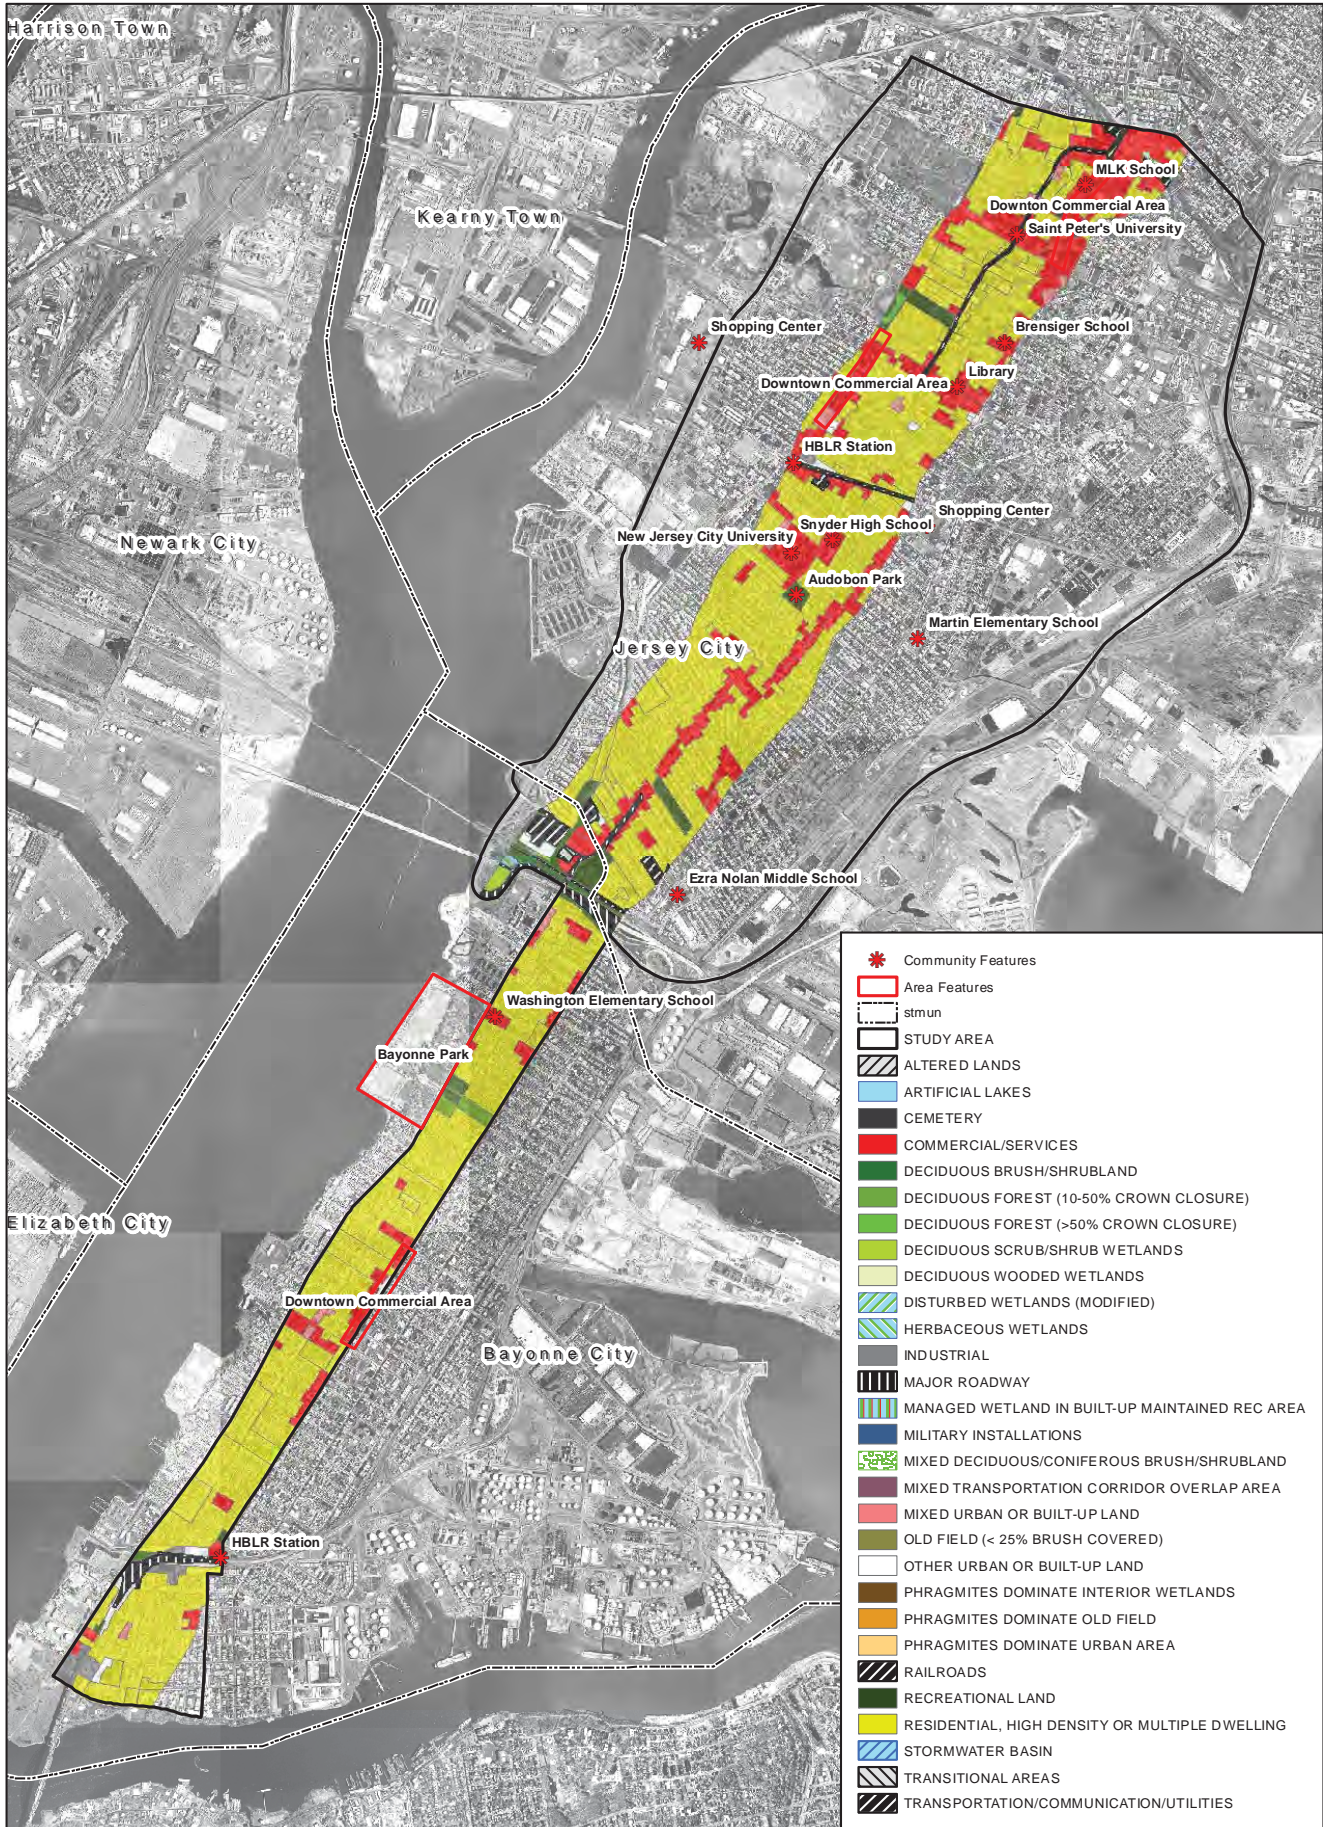 Harrison Town
MLK School
Downton Commercial Area
Kearny Town
Saint Peter's University
Shopping Center
Brensiger School
Library
Downtown Commercial Area
HBLR Station
Shopping Center
Snyder High School
New Jersey City University
Newark City
Audobon Park
Martin Elementary School
Jersey City
Ezra Nolan Middle School
Washington Elementary School
Bayonne Park
Elizabeth City
Downtown Commercial Area
Bayonne City
HBLR Station
Community Features
Area Features
stmun
STUDY AREA
ALTERED LANDS
ARTIFICIAL LAKES
CEMETERY
COMMERCIAL/SERVICES
DECIDUOUS BRUSH/SHRUBLAND
DECIDUOUS FOREST (10-50% CROWN CLOSURE)
DECIDUOUS FOREST (>50% CROWN CLOSURE)
DECIDUOUS SCRUB/SHRUB WETLANDS
DECIDUOUS WOODED WETLANDS
DISTURBED WETLANDS (MODIFIED)
HERBACEOUS WETLANDS
INDUSTRIAL
MAJOR ROADWAY
MANAGED WETLAND IN BUILT-UP MAINTAINED REC AREA
MILITARY INSTALLATIONS
MIXED DECIDUOUS/CONIFEROUS BRUSH/SHRUBLAND
MIXED TRANSPORTATION CORRIDOR OVERLAP AREA
MIXED URBAN OR BUILT-UP LAND
OLD FIELD (< 25% BRUSH COVERED)
OTHER URBAN OR BUILT-UP LAND
PHRAGMITES DOMINATE INTERIOR WETLANDS
PHRAGMITES DOMINATE OLD FIELD
PHRAGMITES DOMINATE URBAN AREA
RAILROADS
RECREATIONAL LAND
RESIDENTIAL, HIGH DENSITY OR MULTIPLE DWELLING
STORMWATER BASIN
TRANSITIONAL AREAS
TRANSPORTATION/COMMUNICATION/UTILITIES